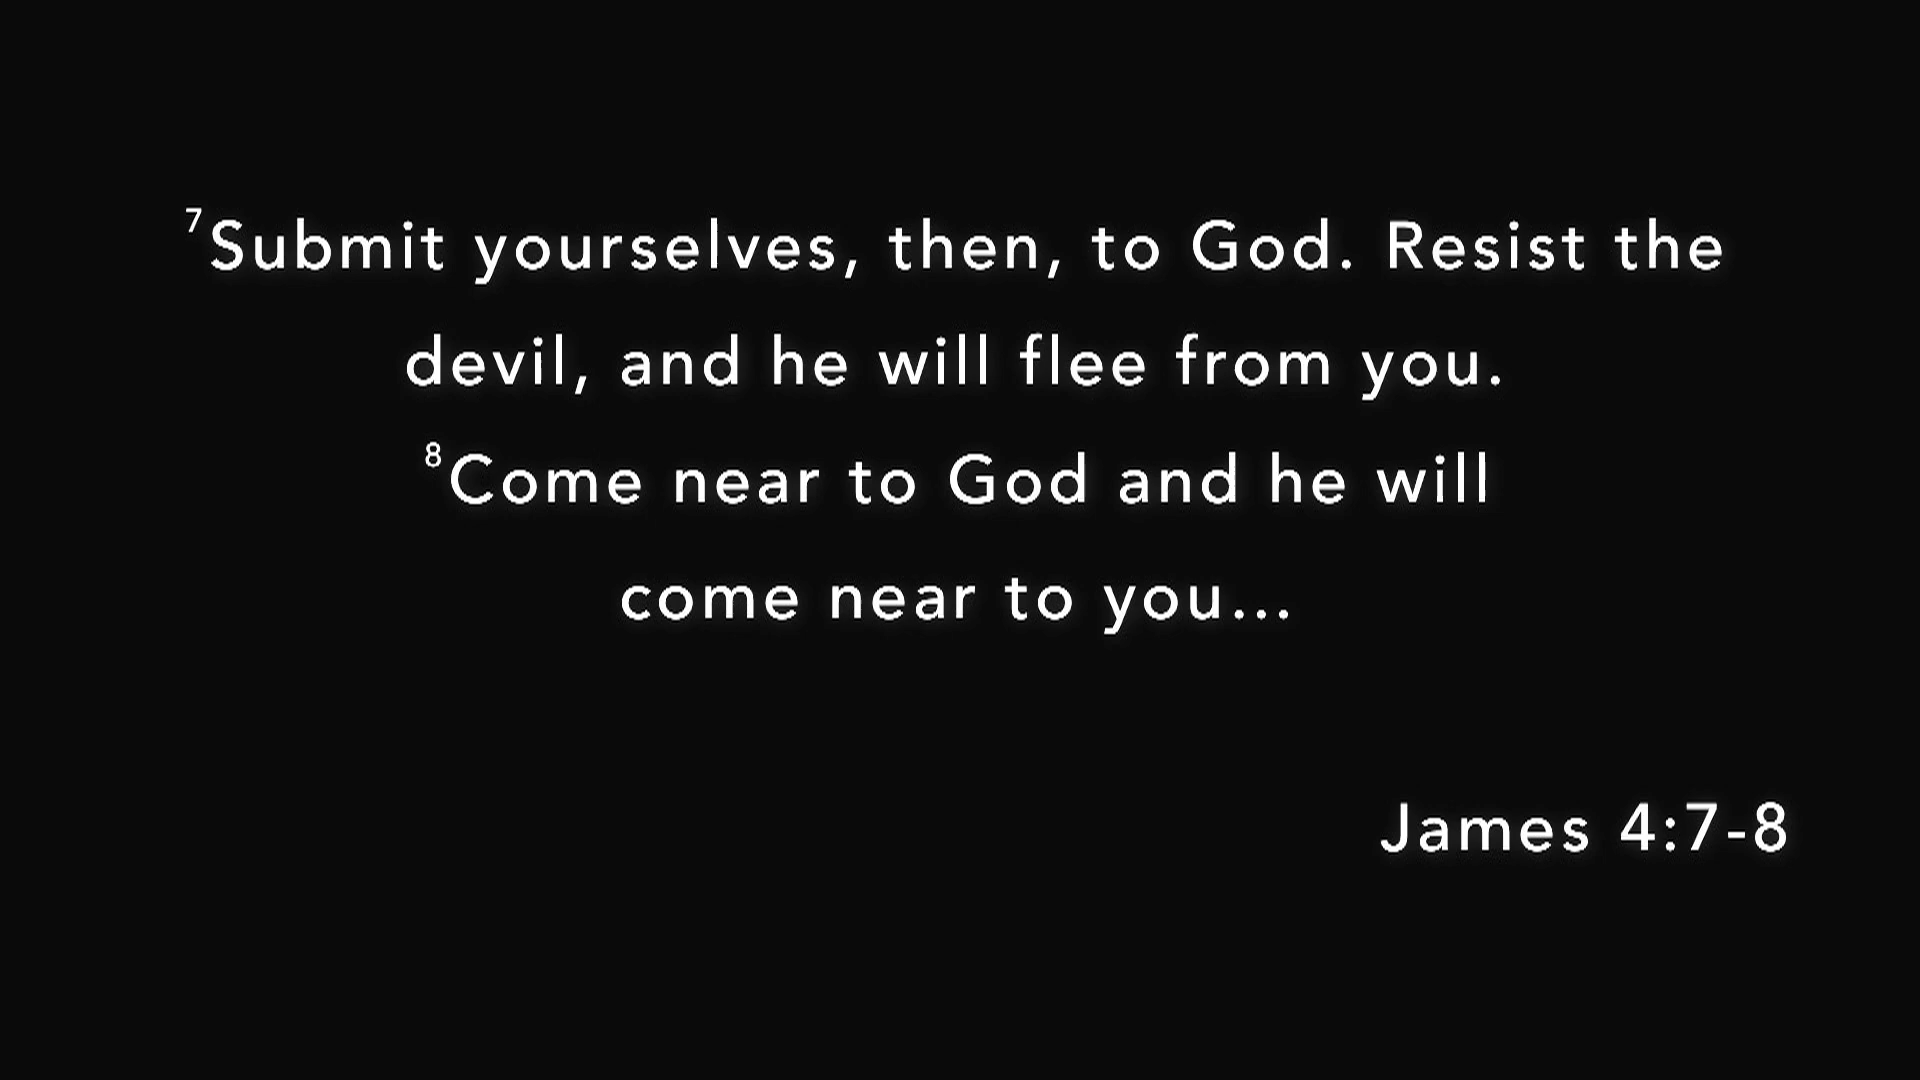 ⁷Submit yourselves, then, to God. Resist the
devil, and he will flee from you.
⁸Come near to God and he will
come near to you...
James 4:7-8